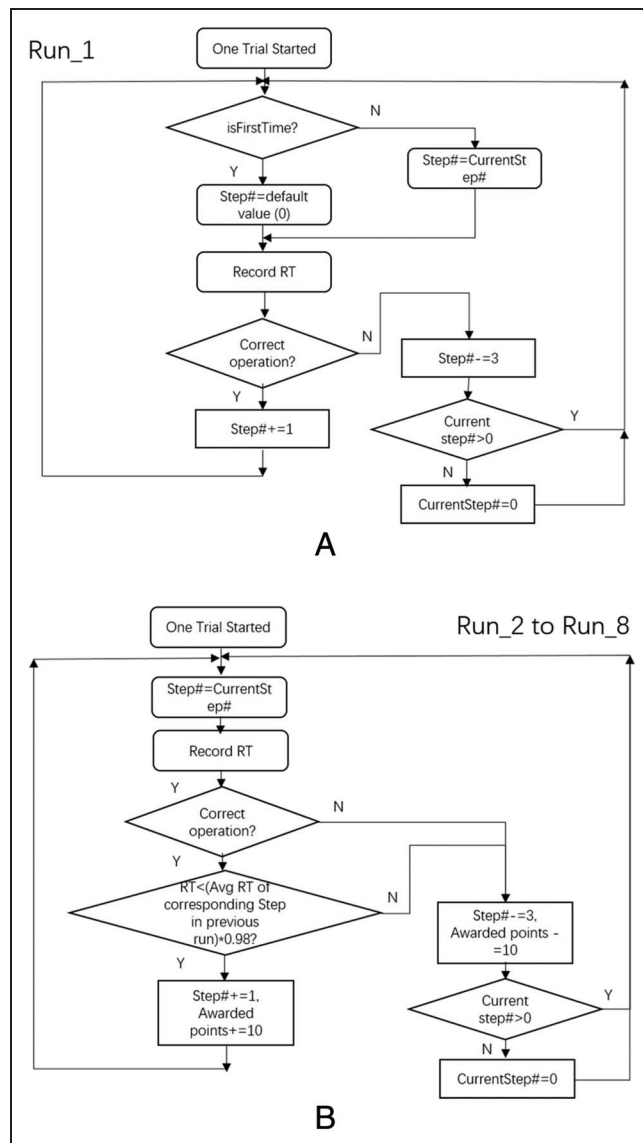 Run_1
One Trial Started
isFirstTime?
N
Y
Step#=CurrentSt
ep#
Step#=default
value (0)
Record RT
Correct
operation?
N
Y
Step#-=3
Step#+=1
Current
step#>0
Y
N
CurrentStep#=0
A
Run_2 to Run_8
One Trial Started
Step#=CurrentSt
ep#
Record RT
Y
Correct
operation?
N
Y
RT<(Avg RT of
corresponding Step
in previous
run)*0.98?
N
Y
Step#-=3,
Awarded points -
=10
Step#+=1,
Awarded
points+=10
Current
step#>0
Y
N
CurrentStep#=0
B